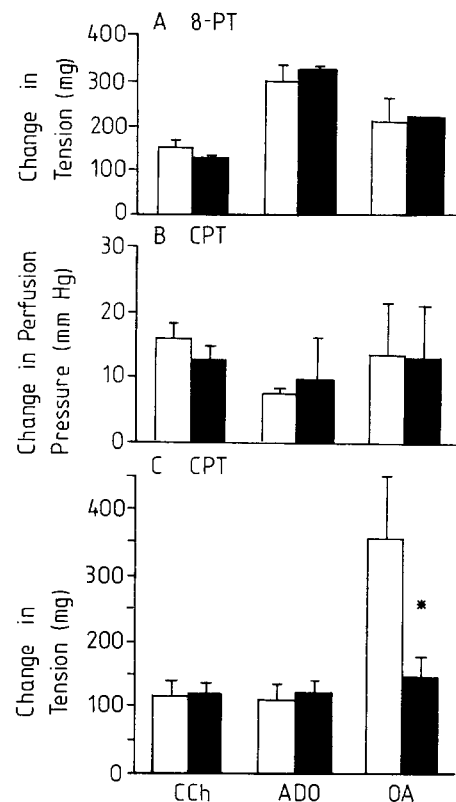 A 8-PT
400
300
200
100
0
Change in
Tension (mg)
B CPT
30
20
10
0
Change in Perfusion
Pressure (mm Hg)
C CPT
400
300
200
100
0
Change in
Tension (mg)
*
CCh ADO OA